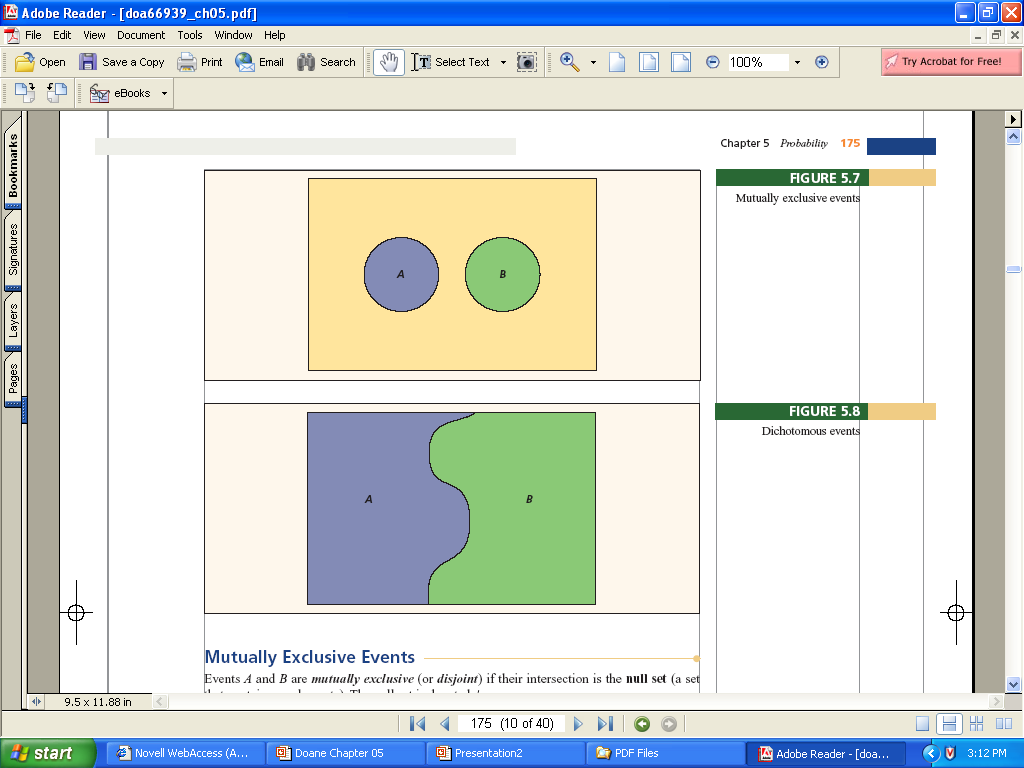 Adobe Reader - [doa66939_ch05.pdf]
File Edit View Document Tools Window Help
Open Save a Copy Print Email Search Select Text 100% Try Acrobat for Free!
eBooks
Bookmarks
Signatures
Layers
Pages
Chapter 5 Probability 175
FIGURE 5.7
Mutually exclusive events
A B
FIGURE 5.8
Dichotomous events
A B
Mutually Exclusive Events
Events A and B are mutually exclusive (or disjoint) if their intersection is the null set (a set
9.5 x 11.88 in
175 (10 of 40)
start Novell WebAccess (A... Doane Chapter 05 Presentation2 PDF Files Adobe Reader - [doa... 3:12 PM